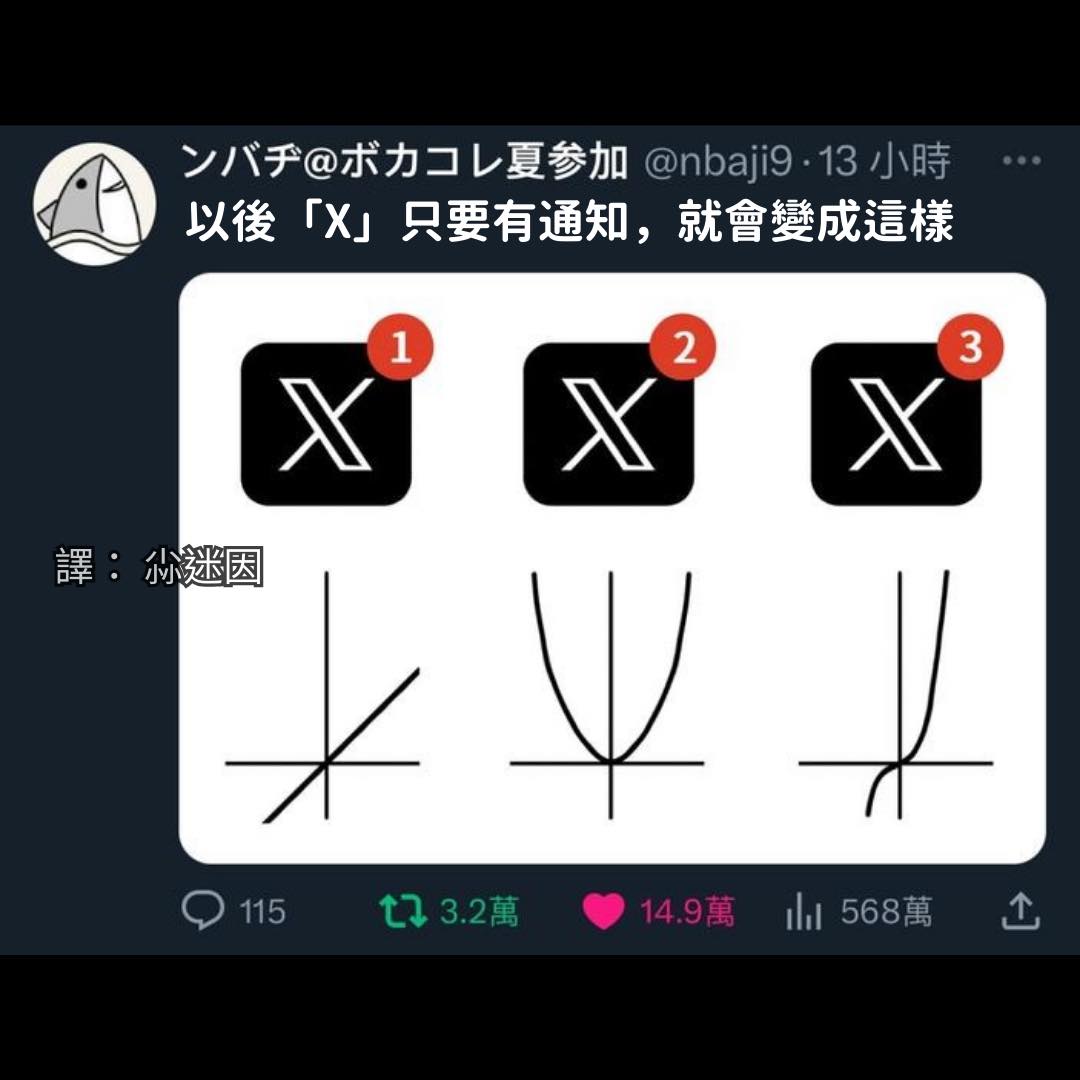 ンバヂ@ボカコレ夏参加 @nbaji9 · 13 小時
以後「X」只要有通知，就會變成這樣
1 2 3
譯： 尛迷因
115 3.2萬 14.9萬 568萬